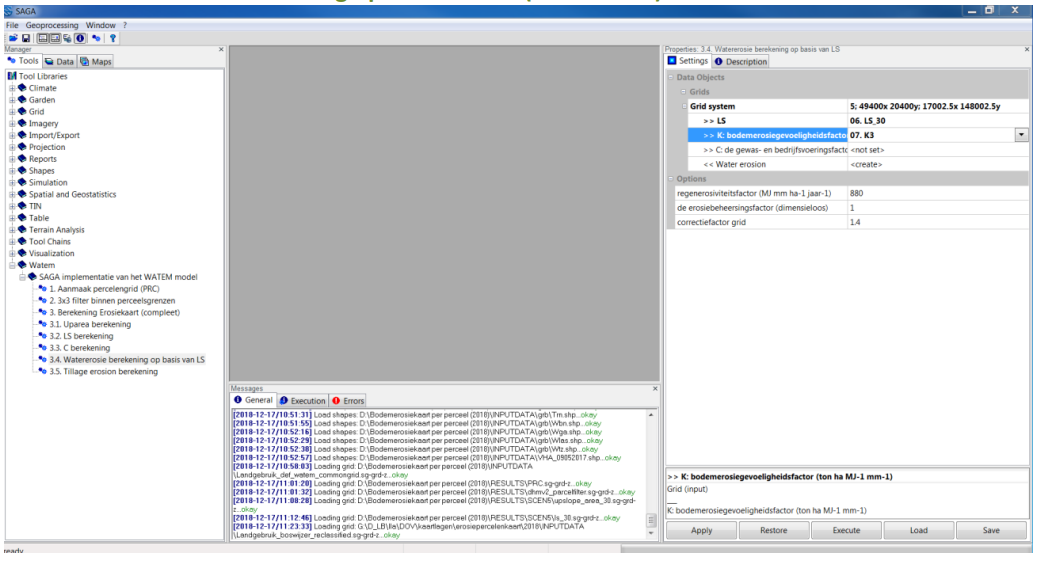 SAGA
File Geoprocessing Window ?
Manager
Tools Data Maps
Tool Libraries
Climate
Garden
Grid
Imagery
Import/Export
Projection
Reports
Shapes
Simulation
Spatial and Geostatistics
TIN
Table
Terrain Analysis
Tool Chains
Visualization
Watem
SAGA implementatie van het WATEM model
1. Aanmaak percelengrid (PRC)
2. 3x3 filter binnen perceelsgrenzen
3. Berekening Erosiekaart (compleet)
3.1. Uparea berekening
3.2. LS berekening
3.3. C berekening
3.4. Watererosie berekening op basis van LS
3.5. Tillage erosion berekening
Messages
General Execution Errors
[2018-12-17/10:51:31] Load shapes: D:\Bodemerosiekaart per perceel (2018)\INPUTDATA\grb\Tm.shp...okay
[2018-12-17/10:51:55] Load shapes: D:\Bodemerosiekaart per perceel (2018)\INPUTDATA\grb\Wbn.shp...okay
[2018-12-17/10:52:16] Load shapes: D:\Bodemerosiekaart per perceel (2018)\INPUTDATA\grb\Wga.shp...okay
[2018-12-17/10:52:29] Load shapes: D:\Bodemerosiekaart per perceel (2018)\INPUTDATA\grb\Wlas.shp...okay
[2018-12-17/10:52:38] Load shapes: D:\Bodemerosiekaart per perceel (2018)\INPUTDATA\grb\Wtz.shp...okay
[2018-12-17/10:52:57] Load shapes: D:\Bodemerosiekaart per perceel (2018)\INPUTDATA\VHA_09052017.shp...okay
[2018-12-17/10:58:03] Loading grid: D:\Bodemerosiekaart per perceel (2018)\INPUTDATA
\Landgebruik_def_watem_commongrid.sg-grd-z...okay
[2018-12-17/11:01:20] Loading grid: D:\Bodemerosiekaart per perceel (2018)\RESULTS\PRC.sg-grd-z...okay
[2018-12-17/11:01:32] Loading grid: D:\Bodemerosiekaart per perceel (2018)\RESULTS\dhmv2_parcelfilter.sg-grd-z...okay
[2018-12-17/11:08:28] Loading grid: D:\Bodemerosiekaart per perceel (2018)\RESULTS\SCEN5\upslope_area_30.sg-grd-
z...okay
[2018-12-17/11:12:46] Loading grid: D:\Bodemerosiekaart per perceel (2018)\RESULTS\SCEN5\ls_30.sg-grd-z...okay
[2018-12-17/11:23:33] Loading grid: G:\D_LB\lla\DOV\kaartlagen\erosiepercelenkaart\2018\INPUTDATA
\Landgebruik_boswijzer_reclassified.sg-grd-z...okay
Properties: 3.4. Watererosie berekening op basis van LS
Settings Description
Data Objects
Grids
Grid system 5; 49400x 20400y; 17002.5x 148002.5y
>> LS 06. LS_30
>> K: bodemerosiegevoeligheidsfacto 07. K3
>> C: de gewas- en bedrijfsvoeringsfactc <not set>
<< Water erosion <create>
Options
regenerosiviteitsfactor (MJ mm ha-1 jaar-1) 880
de erosiebeheersingsfactor (dimensieloos) 1
correctiefactor grid 1.4
>> K: bodemerosiegevoeligheidsfactor (ton ha MJ-1 mm-1)
Grid (input)
K: bodemerosiegevoeligheidsfactor (ton ha MJ-1 mm-1)
Apply Restore Execute Load Save
ready